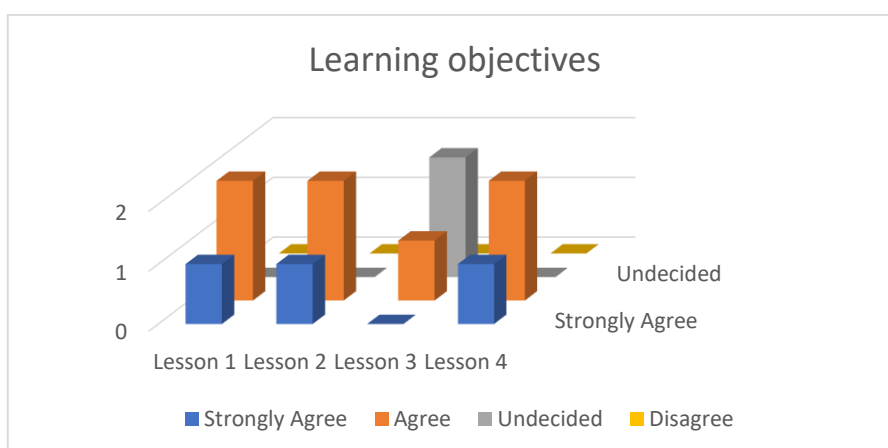 Learning objectives
2
1
0
Undecided
Strongly Agree
Lesson 1 Lesson 2 Lesson 3 Lesson 4
Strongly Agree Agree Undecided Disagree